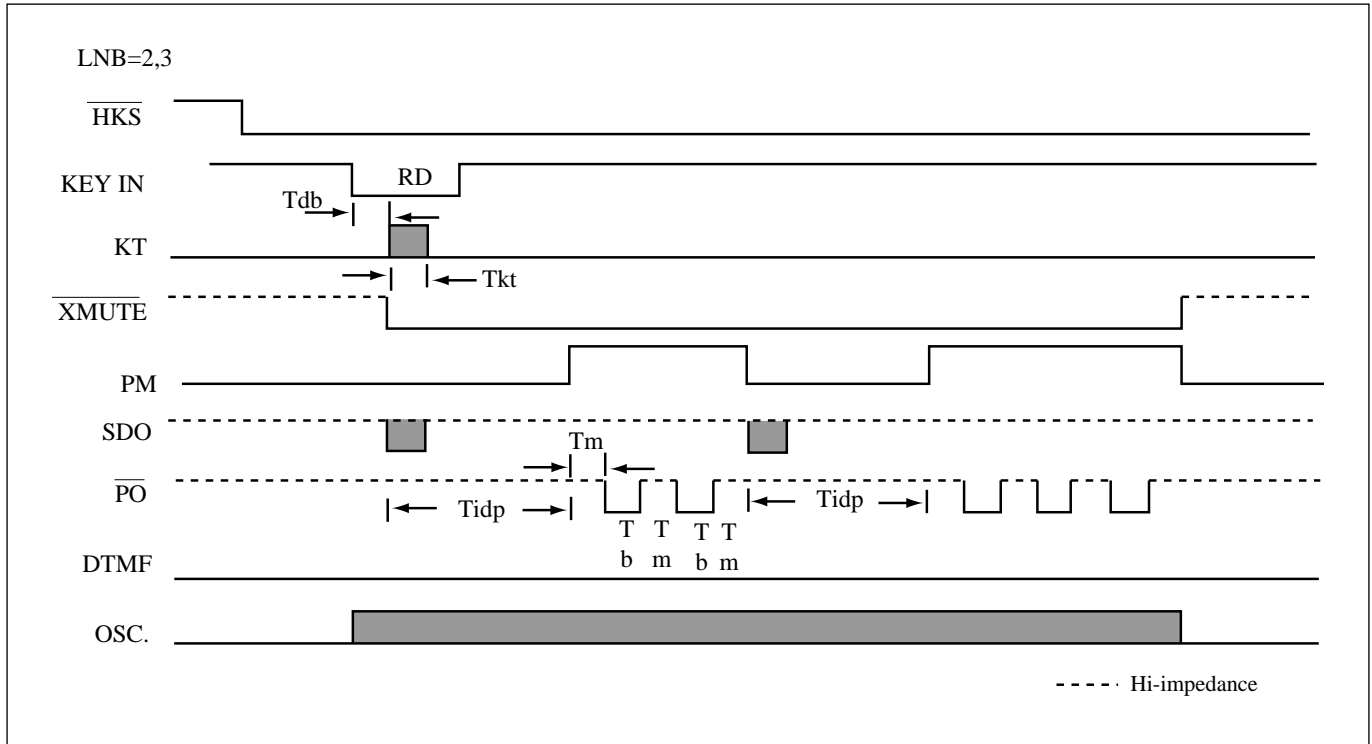 LNB=2,3
HKS
KEY IN
RD
Tdb
KT
Tkt
XMUTE
PM
SDO
Tm
PO
Tidp
Tidp
T T T T
b m b m
DTMF
OSC.
Hi-impedance